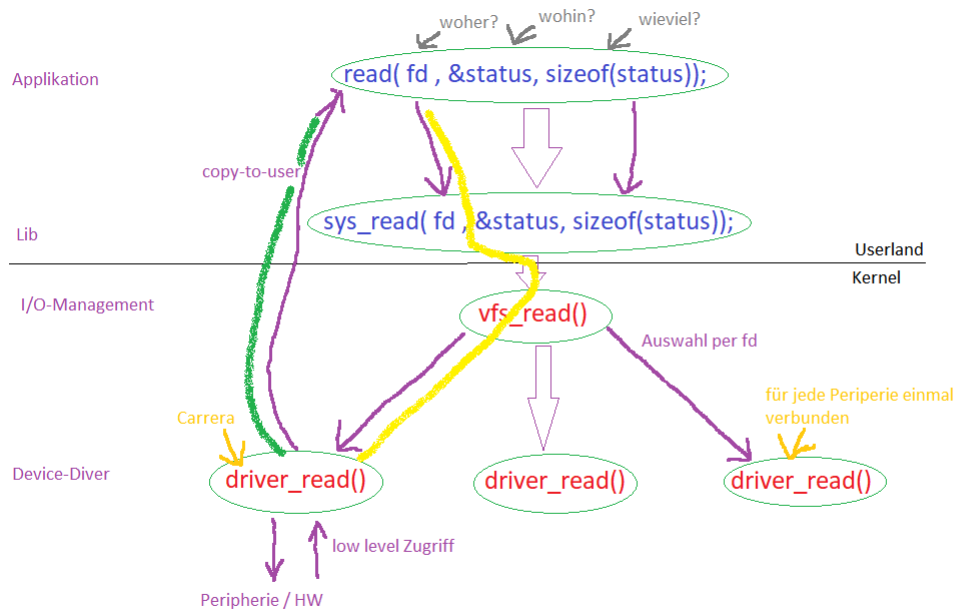 woher?
wohin?
wieviel?
Applikation
read( fd , &status, sizeof(status));
copy-to-user
sys_read( fd , &status, sizeof(status));
Lib
Userland
Kernel
I/O-Management
vfs_read()
Auswahl per fd
für jede Periperie einmal
verbunden
Carrera
Device-Diver
driver_read()
driver_read()
driver_read()
low level Zugriff
Peripherie / HW